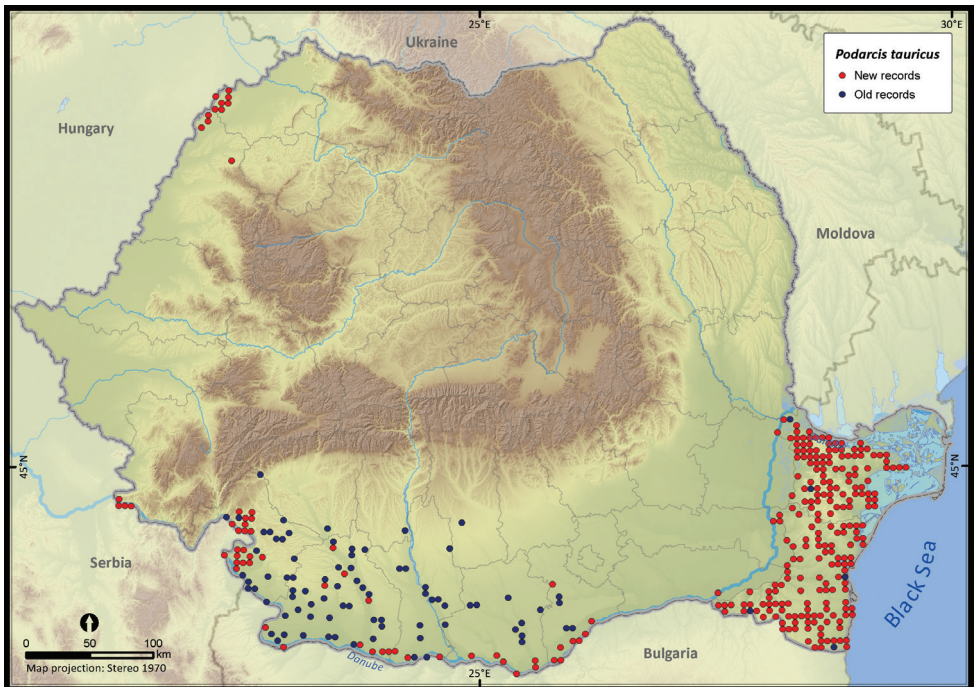 25°E
30°E
Ukraine
Podarcis tauricus
New records
Old records
Hungary
Moldova
45°N
45°N
Serbia
Black Sea
0 50 100
km
Map projection: Stereo 1970
Danube
25°E
Bulgaria